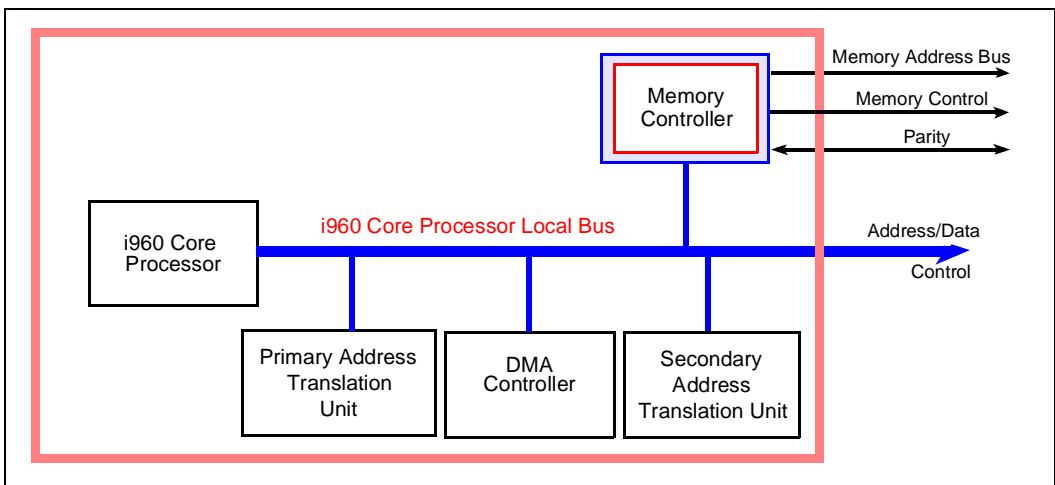 Memory Address Bus
Memory
Controller
Memory Control
Parity
i960 Core
Processor
i960 Core Processor Local Bus
Address/Data
Control
Primary Address
Translation
Unit
DMA
Controller
Secondary
Address
Translation Unit